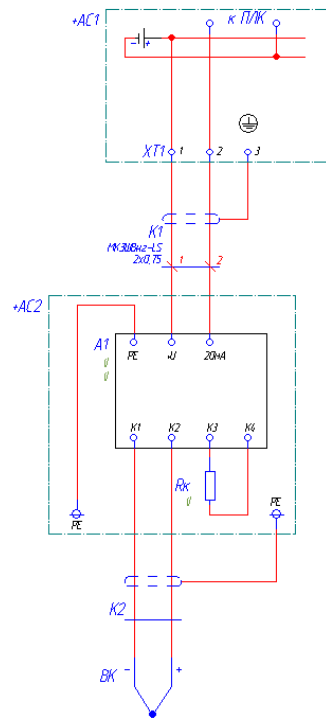 +AC1
к ПЛК
- +
XT1 1 2 3
K1
МКЭШВнг-LS
2x0,75
1 2
+AC2
A1
PE +U 20мА
K1 K2 K3 K4
Rк
PE PE
K2
BK - +